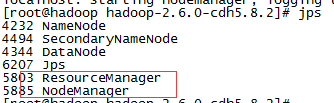 localhost: starting nodemanager, logging t
[root@hadoop hadoop-2.6.0-cdh5.8.2]# jps
4232 NameNode
4494 SecondaryNameNode
4344 DataNode
6207 Jps
5803 ResourceManager
5885 NodeManager
[root@hadoop hadoop-2.6.0-cdh5.8.2]#